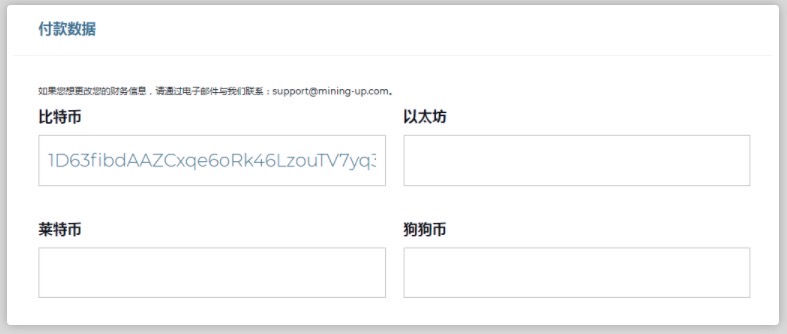 付款数据
如果您想更改您的财务信息，请通过电子邮件与我们联系：support@mining-up.com。
比特币
以太坊
1D63fibdAAZCxqe6oRk46LzouTV7yq3
莱特币
狗狗币